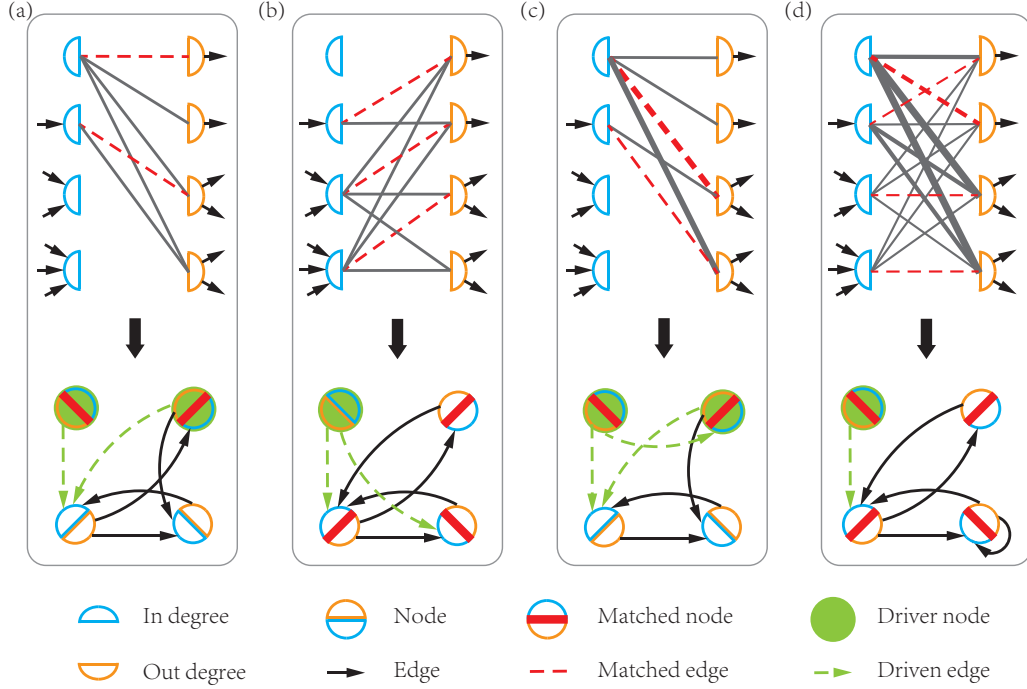 (a) (b) (c) (d)
In degree Node Matched node Driver node
Out degree Edge Matched edge Driven edge